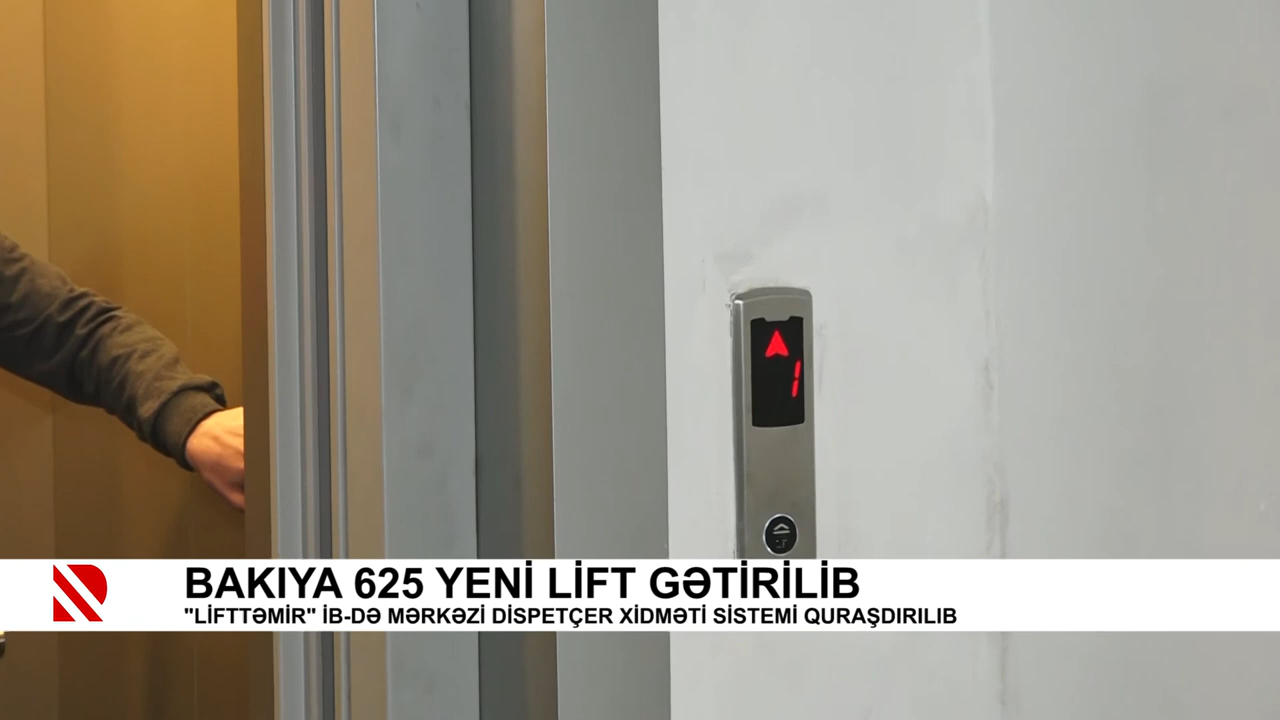 1
BAKIYA 625 YENİ LİFT GƏTİRİLİB
"LİFTTƏMİR" İB-DƏ MƏRKƏZİ DİSPETÇER XİDMƏTİ SİSTEMİ QURAŞDIRILIB